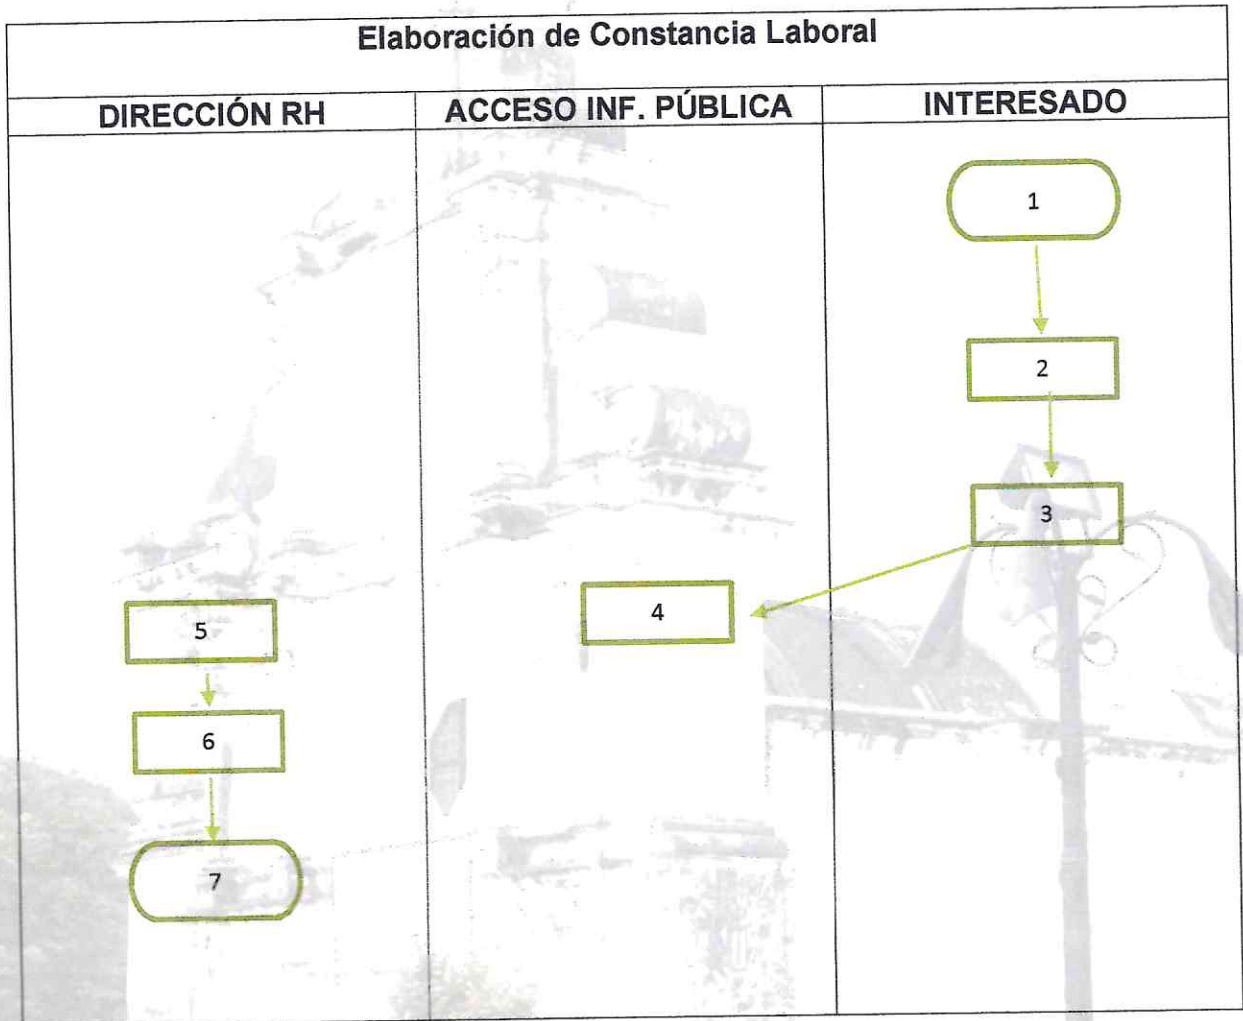 Elaboración de Constancia Laboral
DIRECCIÓN RH
ACCESO INF. PÚBLICA
INTERESADO
1
2
3
4
5
6
7